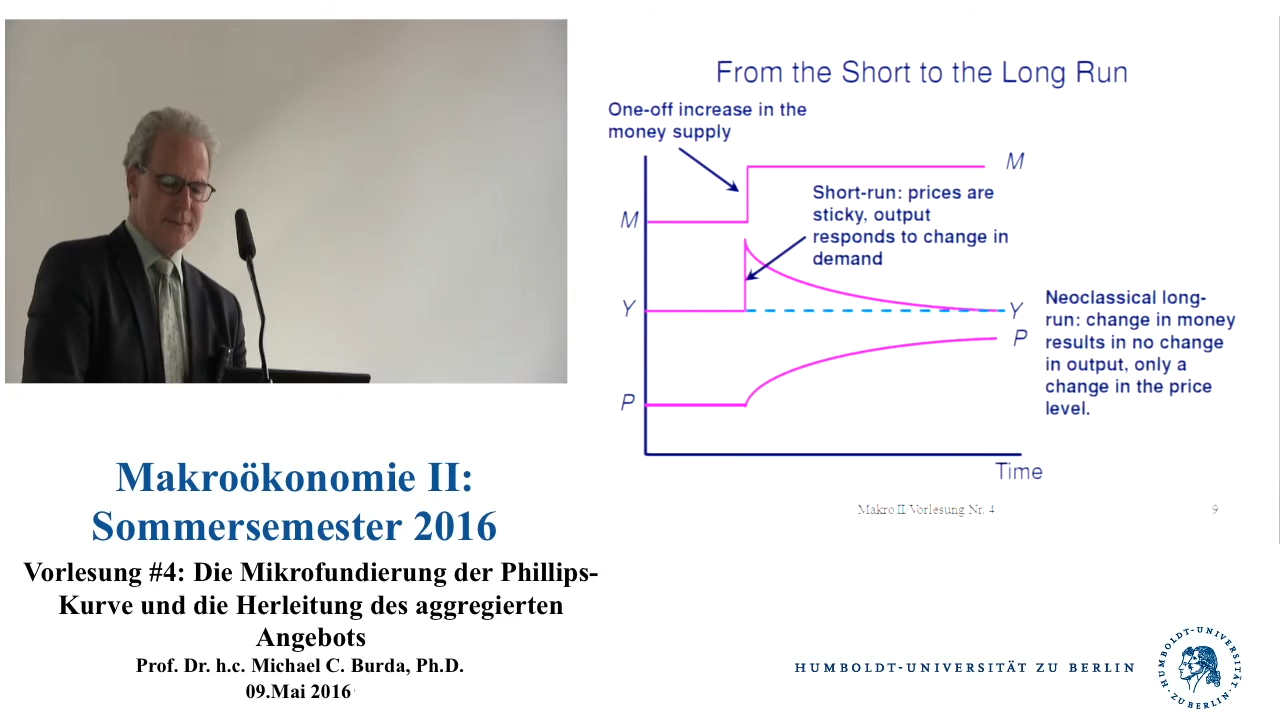 From the Short to the Long Run
One-off increase in the
money supply
M
M
Short-run: prices are
sticky, output
responds to change in
demand
Y
Y
Neoclassical long-
run: change in money
results in no change
in output, only a
change in the price
level.
P
P
Time
Makro II Vorlesung Nr. 4
9
Makroökonomie II:
Sommersemester 2016
Vorlesung #4: Die Mikrofundierung der Phillips-
Kurve und die Herleitung des aggregierten
Angebots
Prof. Dr. h.c. Michael C. Burda, Ph.D.
09.Mai 2016
HUMBOLDT-UNIVERSITÄT ZU BERLIN
HUMBOLDT-UNIVERSITÄT
ZU BERLIN